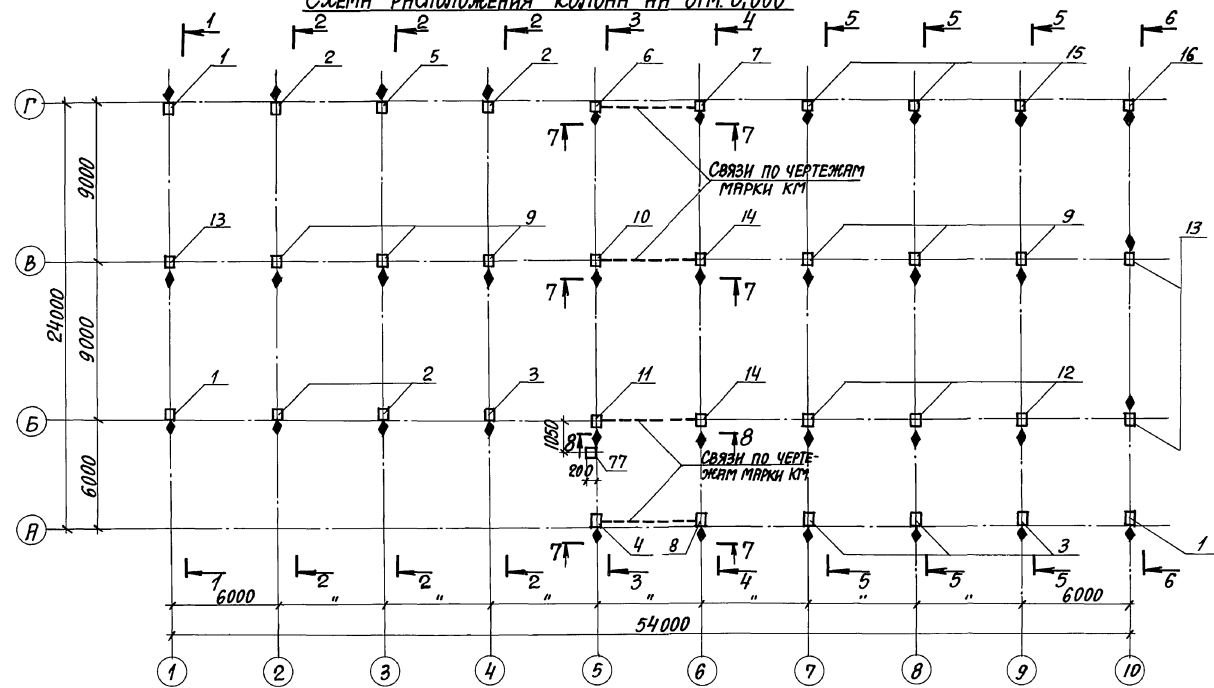 СХЕМА РАСПОЛОЖЕНИЯ КОЛОНН НА ОТМ. 0,000
1 2 2 2 3 4 5 5 5 6
1 2 5 2 6 7 15 16
Г
7 7
СВЯЗИ ПО ЧЕРТЕЖАМ
МАРКИ КМ
9000
13 9 10 14 9 13
В
7 7
24000
9000
1 2 3 11 14 12
Б
1050
8 8
77
200
СВЯЗИ ПО ЧЕРТЕ-
ЖАМ МАРКИ КМ
6000
А
7 4 8 7 3 1
1 2 2 2 3 4 5 5 5 6
6000 " " " " " " " 6000
54000
1 2 3 4 5 6 7 8 9 10